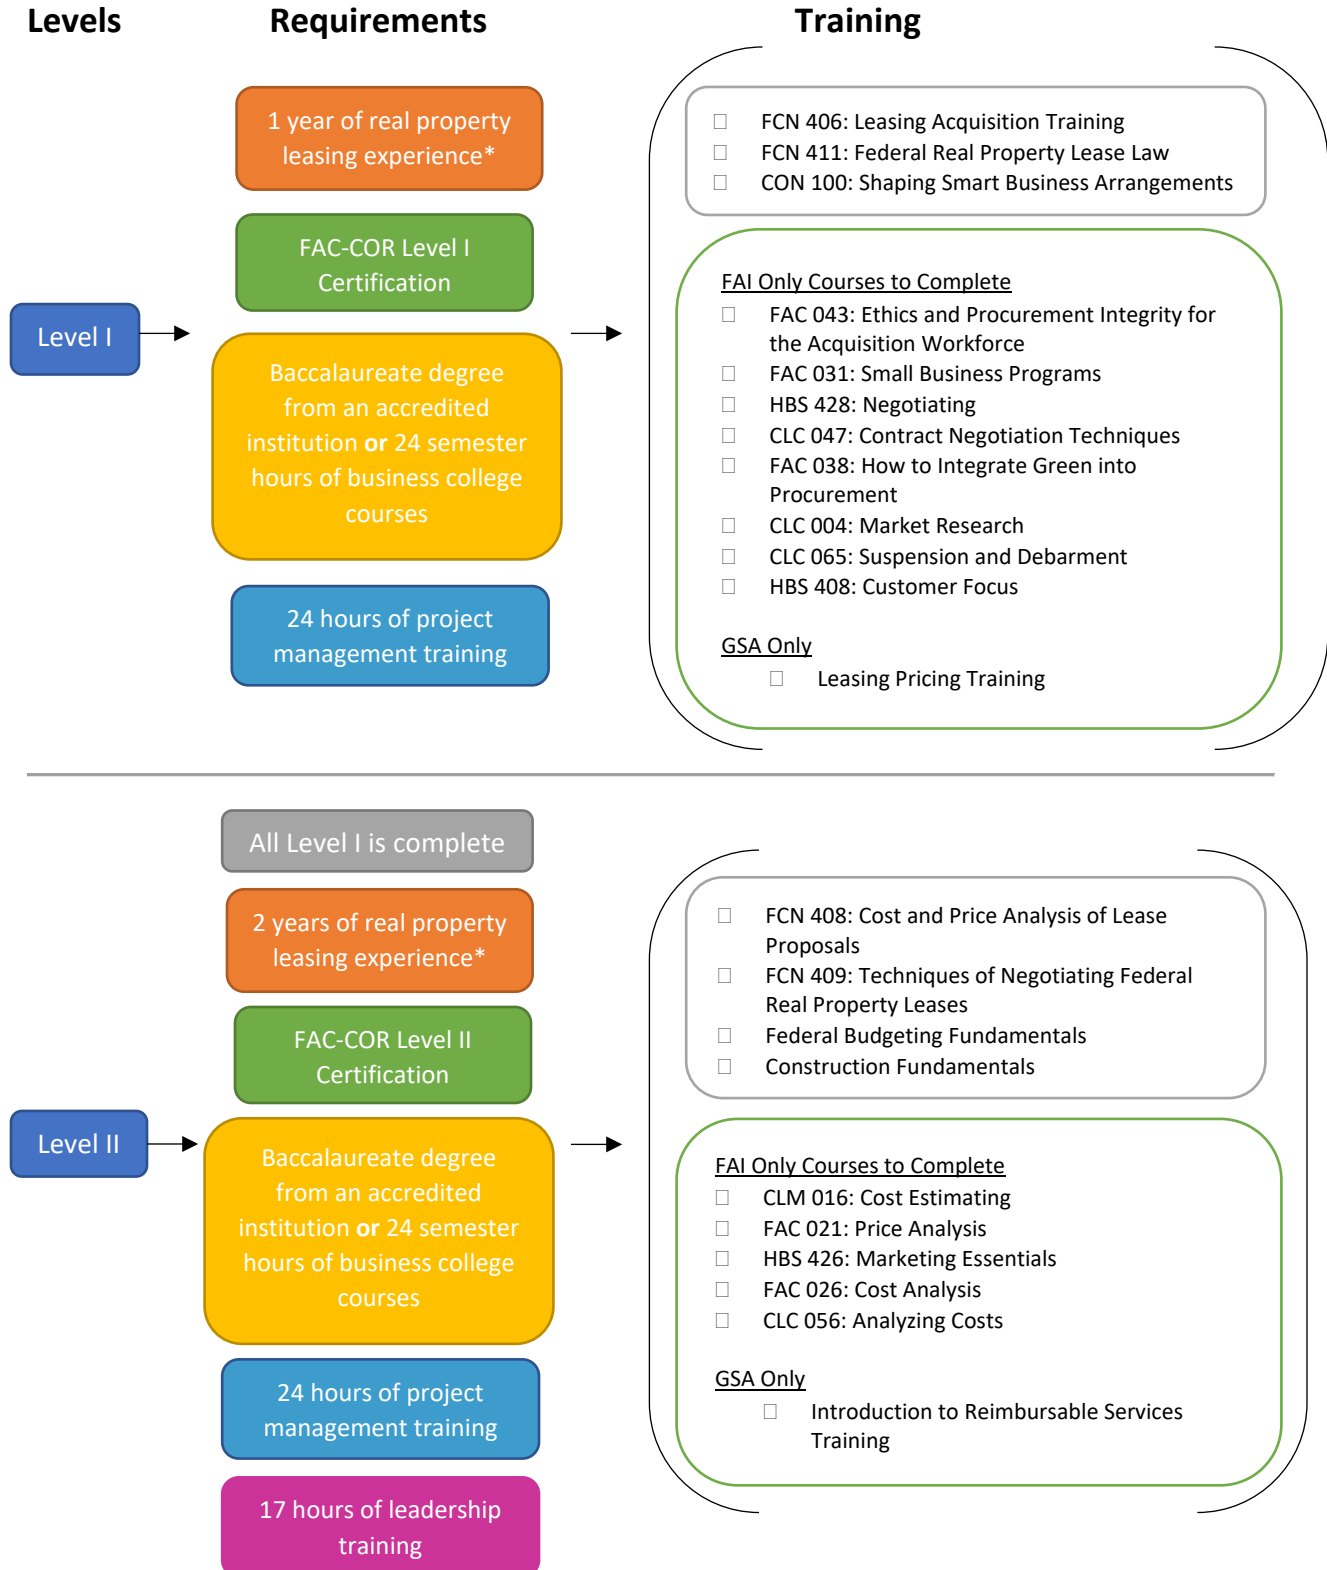 Levels Requirements Training
1 year of real property
leasing experience*
FAC-COR Level I
Certification
Level I
Baccalaureate degree
from an accredited
institution or 24 semester
hours of business college
courses
24 hours of project
management training
☐ FCN 406: Leasing Acquisition Training
☐ FCN 411: Federal Real Property Lease Law
☐ CON 100: Shaping Smart Business Arrangements
FAI Only Courses to Complete
☐ FAC 043: Ethics and Procurement Integrity for
the Acquisition Workforce
☐ FAC 031: Small Business Programs
☐ HBS 428: Negotiating
☐ CLC 047: Contract Negotiation Techniques
☐ FAC 038: How to Integrate Green into
Procurement
☐ CLC 004: Market Research
☐ CLC 065: Suspension and Debarment
☐ HBS 408: Customer Focus
GSA Only
☐ Leasing Pricing Training
All Level I is complete
2 years of real property
leasing experience*
FAC-COR Level II
Certification
Level II
Baccalaureate degree
from an accredited
institution or 24 semester
hours of business college
courses
24 hours of project
management training
17 hours of leadership
training
☐ FCN 408: Cost and Price Analysis of Lease
Proposals
☐ FCN 409: Techniques of Negotiating Federal
Real Property Leases
☐ Federal Budgeting Fundamentals
☐ Construction Fundamentals
FAI Only Courses to Complete
☐ CLM 016: Cost Estimating
☐ FAC 021: Price Analysis
☐ HBS 426: Marketing Essentials
☐ FAC 026: Cost Analysis
☐ CLC 056: Analyzing Costs
GSA Only
☐ Introduction to Reimbursable Services
Training